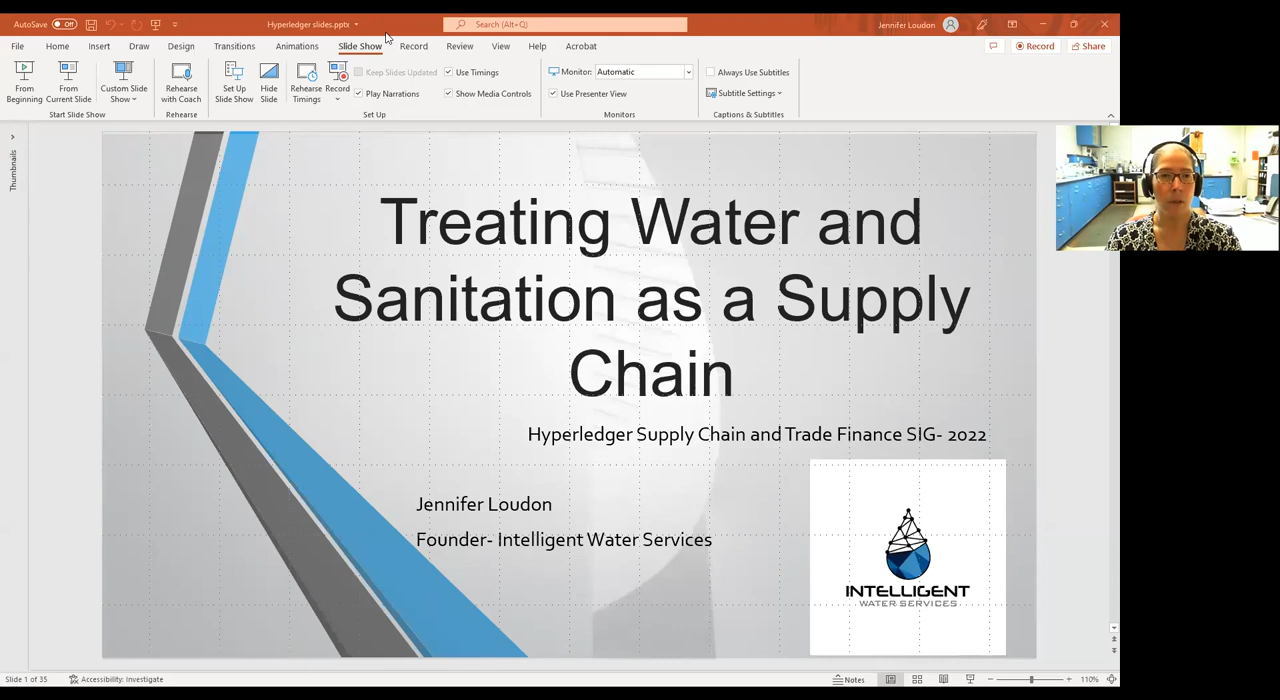 AutoSave Off Hyperledger slides.pptx Search (Alt+Q) Jennifer Loudon
File Home Insert Draw Design Transitions Animations Slide Show Record Review View Help Acrobat Record Share
From Beginning
From Current Slide
Custom Slide Show
Rehearse with Coach
Set Up Slide Show
Hide Slide
Rehearse Timings
Record
Keep Slides Updated
Play Narrations
Use Timings
Show Media Controls
Monitor: Automatic
Use Presenter View
Always Use Subtitles
Subtitle Settings
Start Slide Show Rehearse Set Up Monitors Captions & Subtitles
Thumbnails
Treating Water and
Sanitation as a Supply
Chain
Hyperledger Supply Chain and Trade Finance SIG- 2022
Jennifer Loudon
Founder- Intelligent Water Services
INTELLIGENT
WATER SERVICES
Slide 1 of 35 Accessibility: Investigate Notes 110%